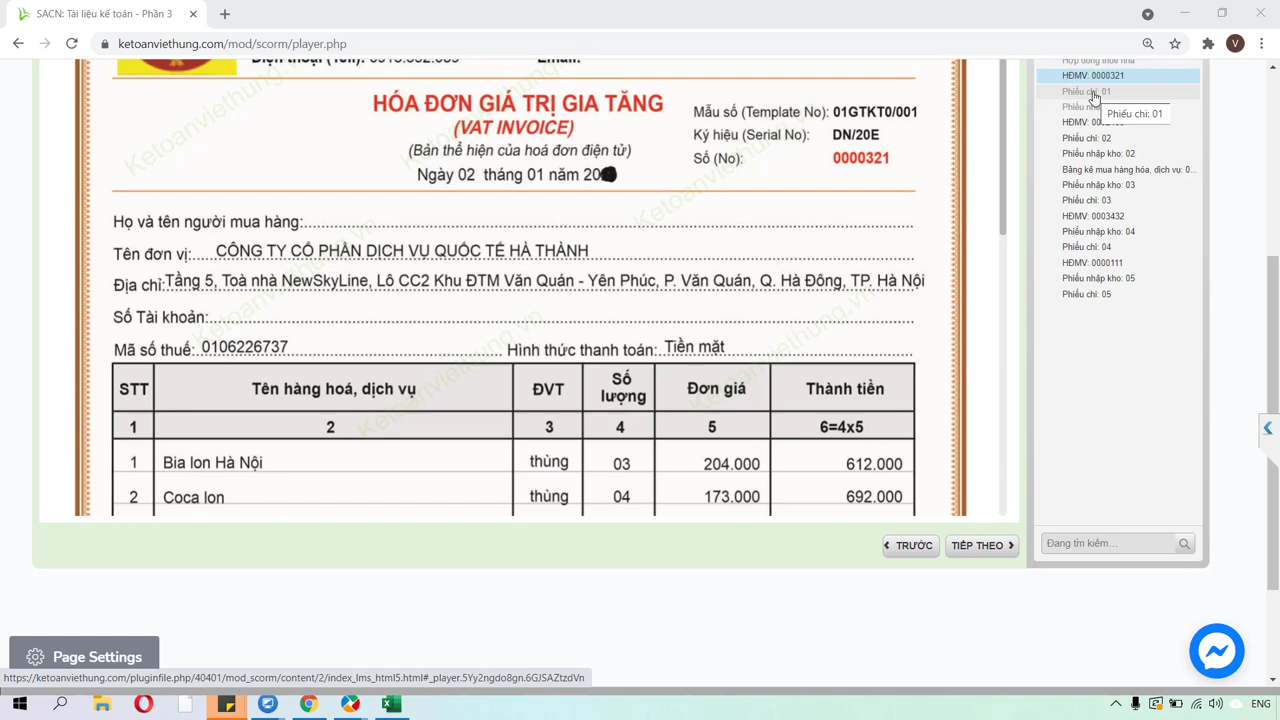 SACN: Tài liệu kế toán - Phần 3
ketoanviethung.com/mod/scorm/player.php
V
HÓA ĐƠN GIÁ TRỊ GIA TĂNG
(VAT INVOICE)
(Bản thể hiện của hoá đơn điện tử)
Ngày 02 tháng 01 năm 20
Mẫu số (Template No): 01GTKT0/001
Ký hiệu (Serial No): DN/20E
Số (No): 0000321
Họ và tên người mua hàng:
Tên đơn vị: CÔNG TY CỔ PHẦN DỊCH VỤ QUỐC TẾ HÀ THÀNH
Địa chỉ: Tầng 5, Toà nhà NewSkyLine, Lô CC2 Khu ĐTM Văn Quán - Yên Phúc, P. Văn Quán, Q. Hà Đông, TP. Hà Nội
Số Tài khoản:
Mã số thuế: 0106226737 Hình thức thanh toán: Tiền mặt
STT Tên hàng hoá, dịch vụ ĐVT Số lượng Đơn giá Thành tiền
1 2 3 4 5 6=4x5
1 Bia lon Hà Nội thùng 03 204.000 612.000
2 Coca lon thùng 04 173.000 692.000
Ketoanviethung.vn
TRƯỚC
TIẾP THEO
Hợp đồng thuê nhà
HĐMV: 0000321
Phiếu chi: 01
Phiếu chi: 01
HĐMV:
Phiếu chi: 02
Phiếu nhập kho: 02
Bảng kê mua hàng hóa, dịch vụ: 0...
Phiếu nhập kho: 03
Phiếu chi: 03
HĐMV: 0003432
Phiếu nhập kho: 04
Phiếu chi: 04
HĐMV: 0000111
Phiếu nhập kho: 05
Phiếu chi: 05
Đang tìm kiếm...
Page Settings
https://ketoanviethung.com/pluginfile.php/40401/mod_scorm/content/2/index_lms_html5.html#_player.5Yy2ngdo8gn.6GJSAZtzdVn
ENG